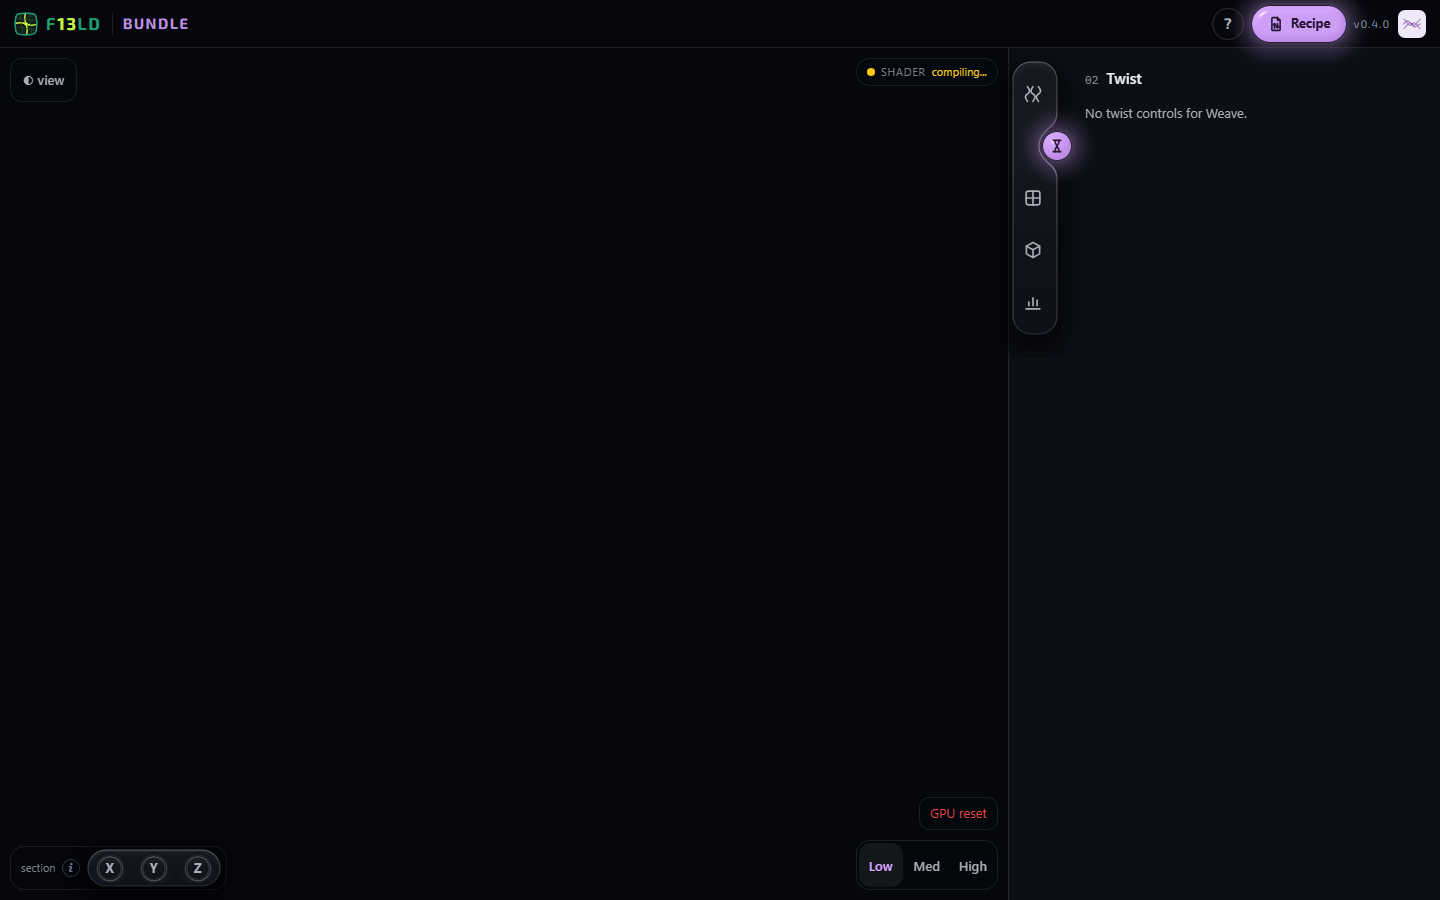 F13LD BUNDLE
? Recipe v0.4.0
view
SHADER compiling...
02 Twist
No twist controls for Weave.
GPU reset
section i X Y Z
Low Med High